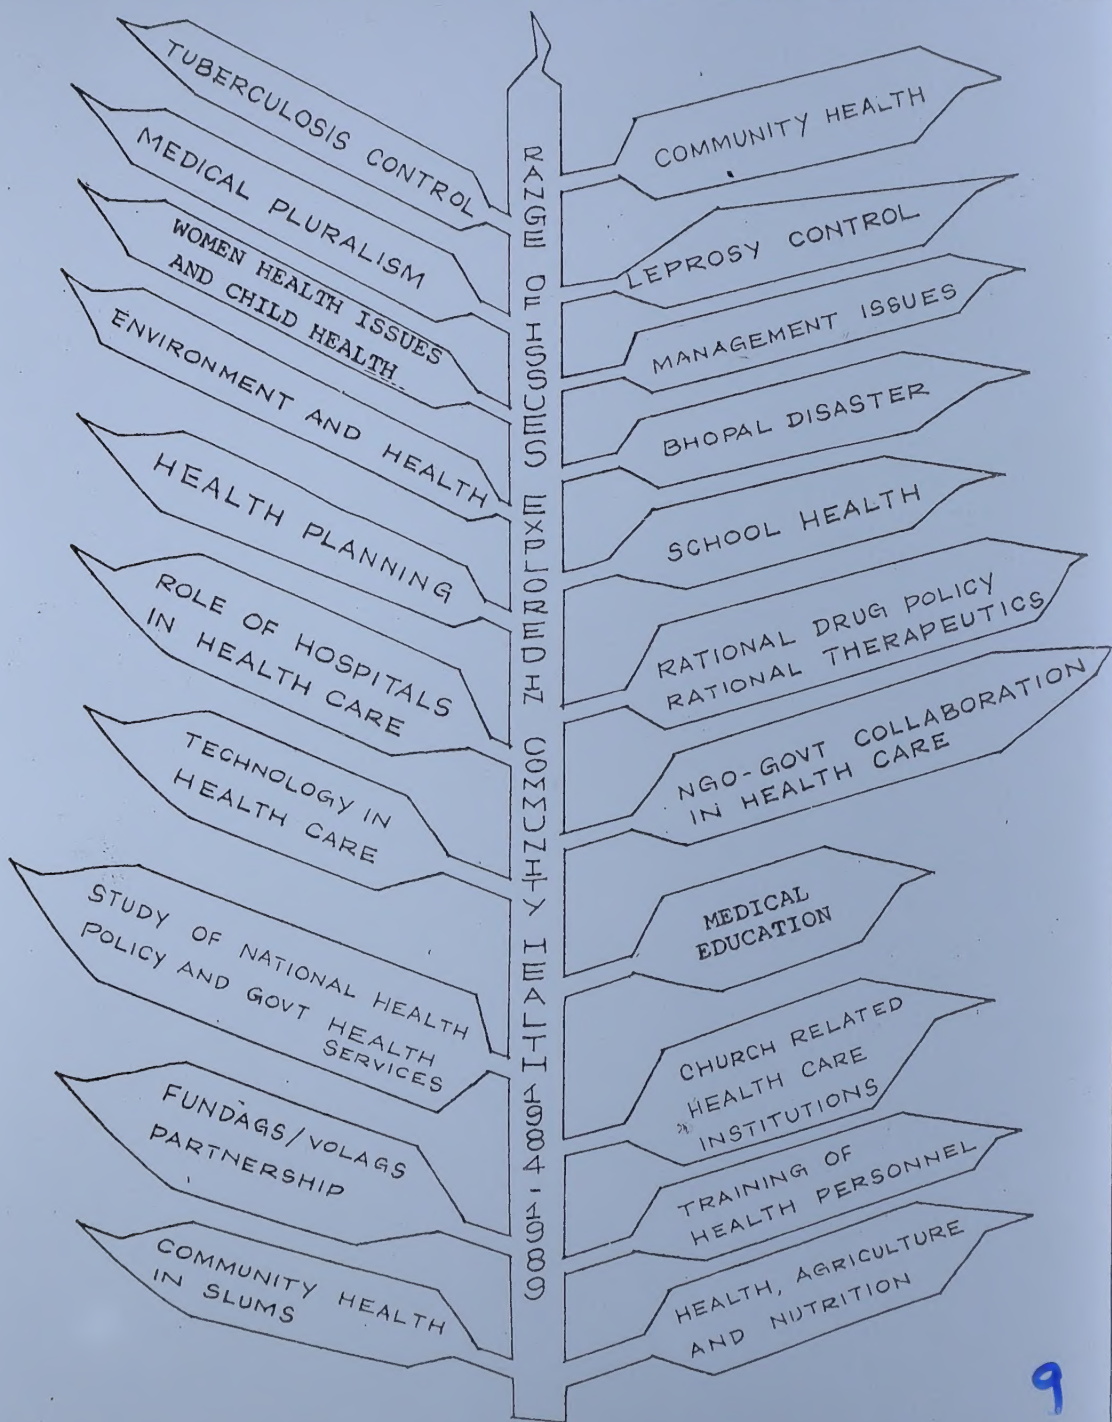 RANGE OF ISSUES EXPLORED IN COMMUNITY HEALTH 1984-1989
TUBERCULOSIS CONTROL
MEDICAL PLURALISM
WOMEN HEALTH ISSUES
AND CHILD HEALTH
ENVIRONMENT AND HEALTH
HEALTH PLANNING
ROLE OF HOSPITALS
IN HEALTH CARE
TECHNOLOGY IN
HEALTH CARE
STUDY OF NATIONAL HEALTH
POLICY AND GOVT HEALTH
SERVICES
FUNDAGS/VOLAGS
PARTNERSHIP
COMMUNITY HEALTH
IN SLUMS
COMMUNITY HEALTH
LEPROSY CONTROL
MANAGEMENT ISSUES
BHOPAL DISASTER
SCHOOL HEALTH
RATIONAL DRUG POLICY
RATIONAL THERAPEUTICS
NGO-GOVT COLLABORATION
IN HEALTH CARE
MEDICAL
EDUCATION
CHURCH RELATED
HEALTH CARE
INSTITUTIONS
TRAINING OF
HEALTH PERSONNEL
HEALTH, AGRICULTURE
AND NUTRITION
9